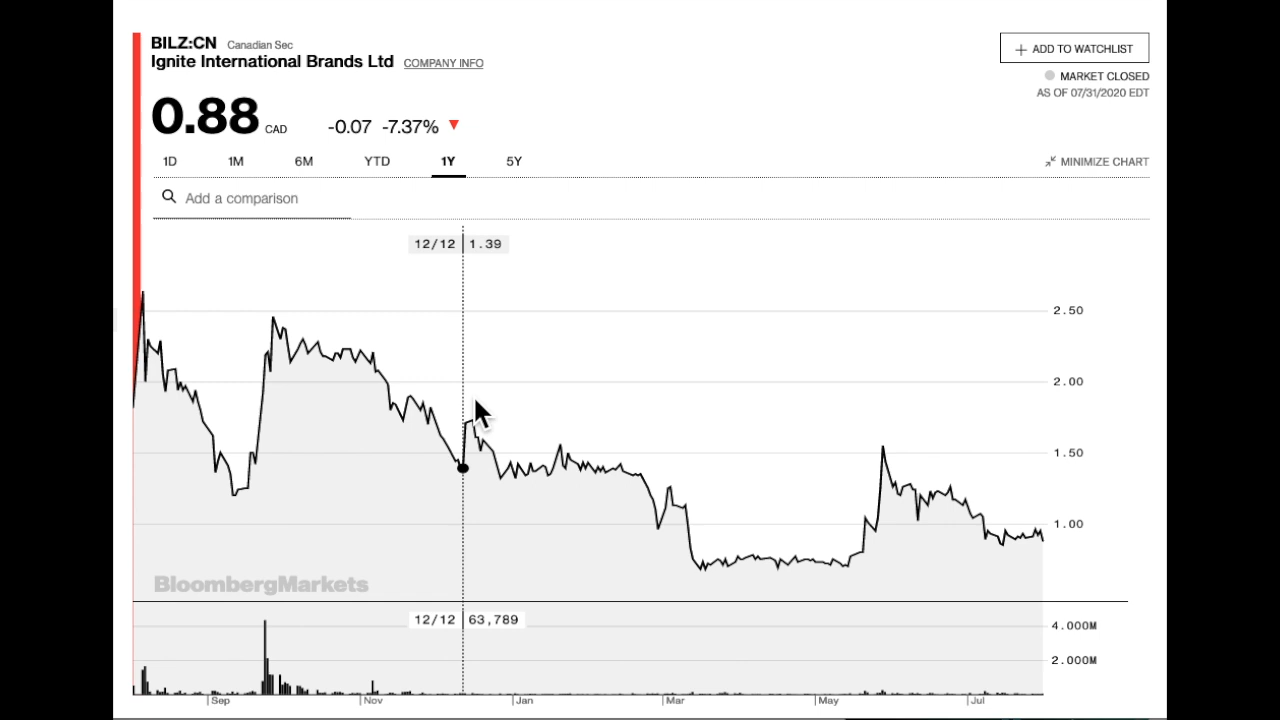 BILZ:CN Canadian Sec
Ignite International Brands Ltd COMPANY INFO
+ ADD TO WATCHLIST
MARKET CLOSED
AS OF 07/31/2020 EDT
0.88 CAD -0.07 -7.37%
1D 1M 6M YTD 1Y 5Y
MINIMIZE CHART
Add a comparison
12/12 1.39
2.50
2.00
1.50
1.00
BloombergMarkets
12/12 63,789
4.000M
2.000M
Sep Nov Jan Mar May Jul